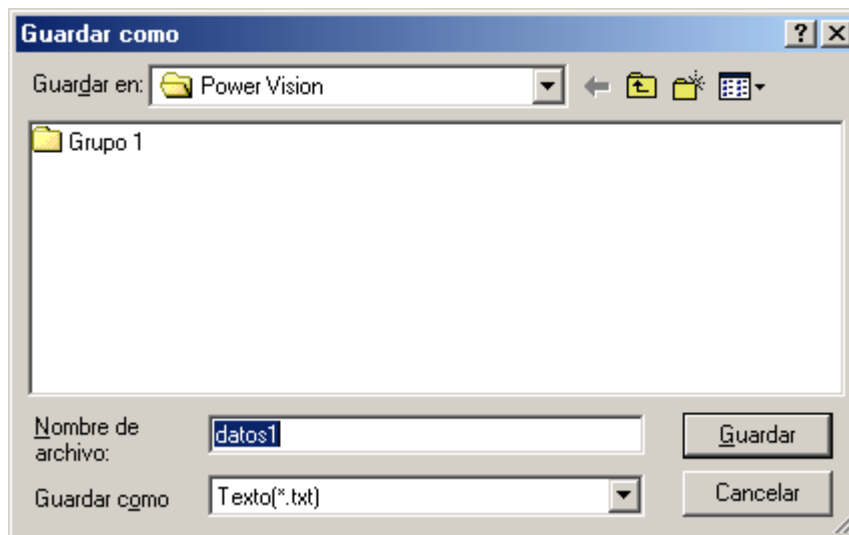 Guardar como
Guardar en: Power Vision
Grupo 1
Nombre de
archivo:
datos1
Guardar
Guardar como
Texto(*.txt)
Cancelar